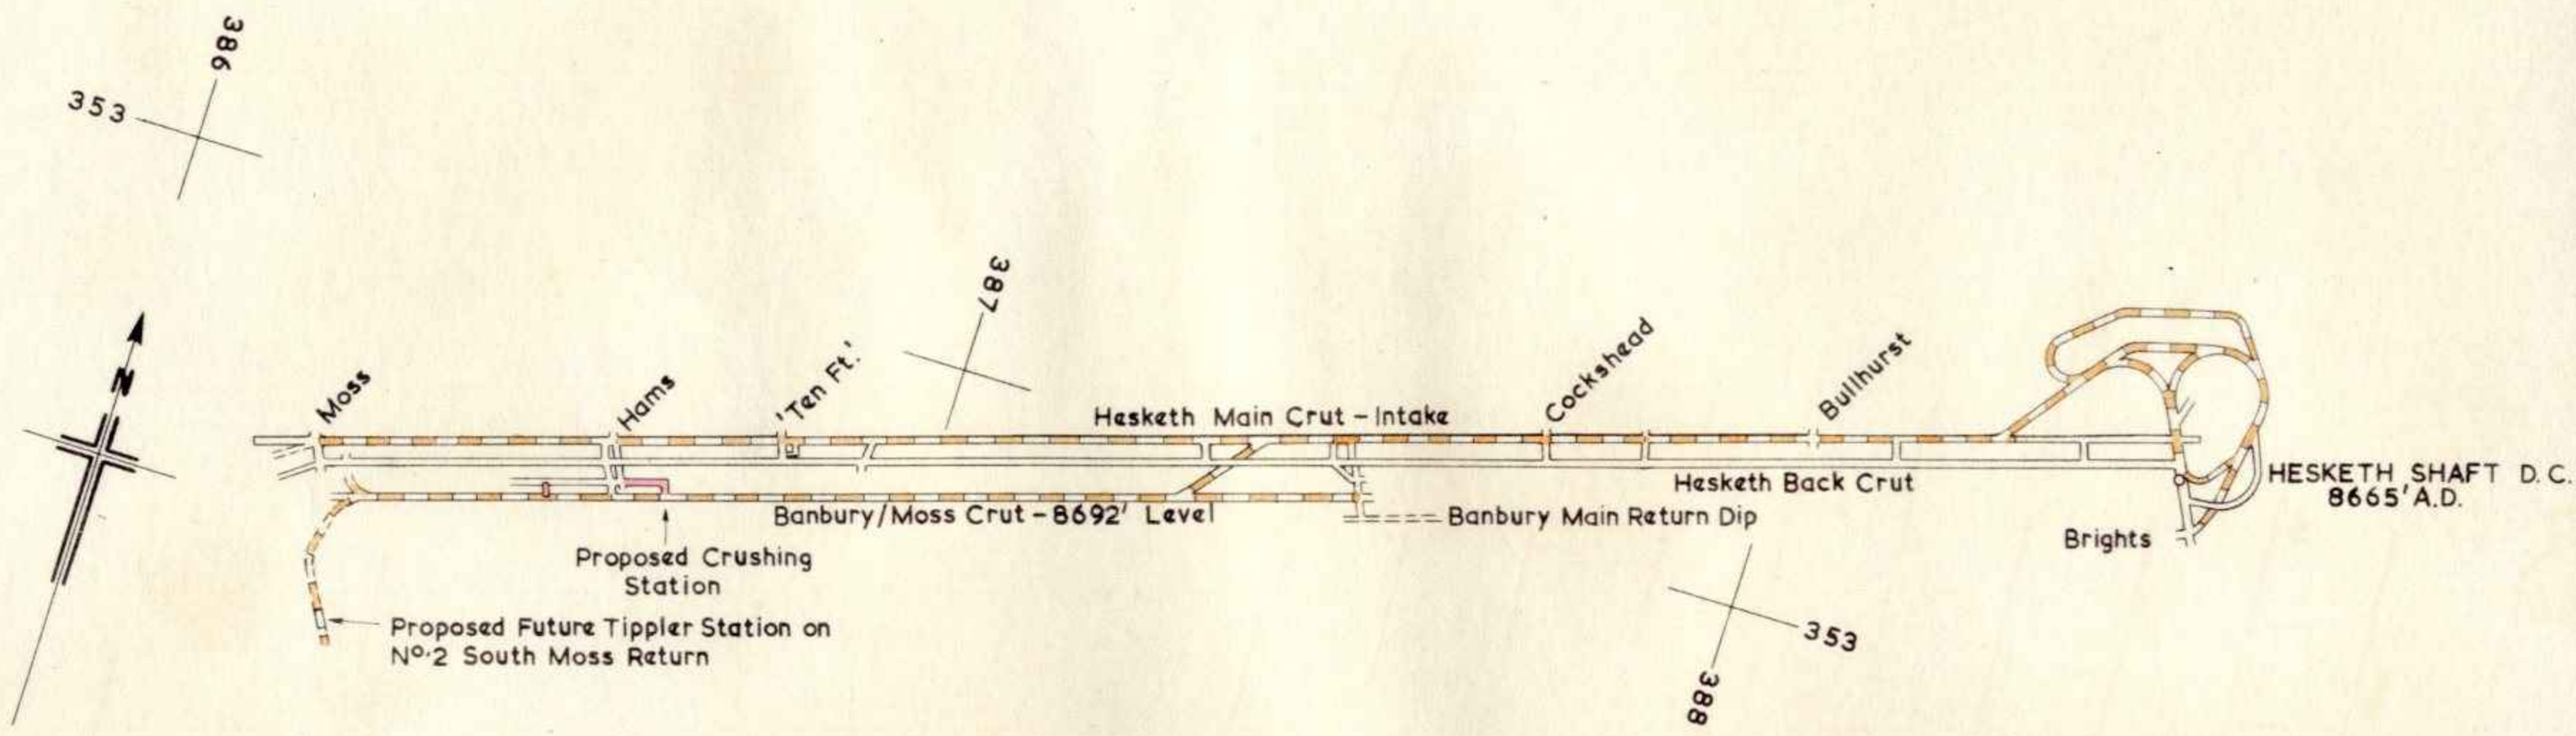 386
353
387
N
Moss
Hams
'Ten Ft.'
Hesketh Main Crut – Intake
Cockshead
Bullhurst
Hesketh Back Crut
HESKETH SHAFT D.C.
8665' A.D.
Banbury/Moss Crut – 8692' Level
Banbury Main Return Dip
Brights
Proposed Crushing
Station
Proposed Future Tippler Station on
Nº.2 South Moss Return
353
388